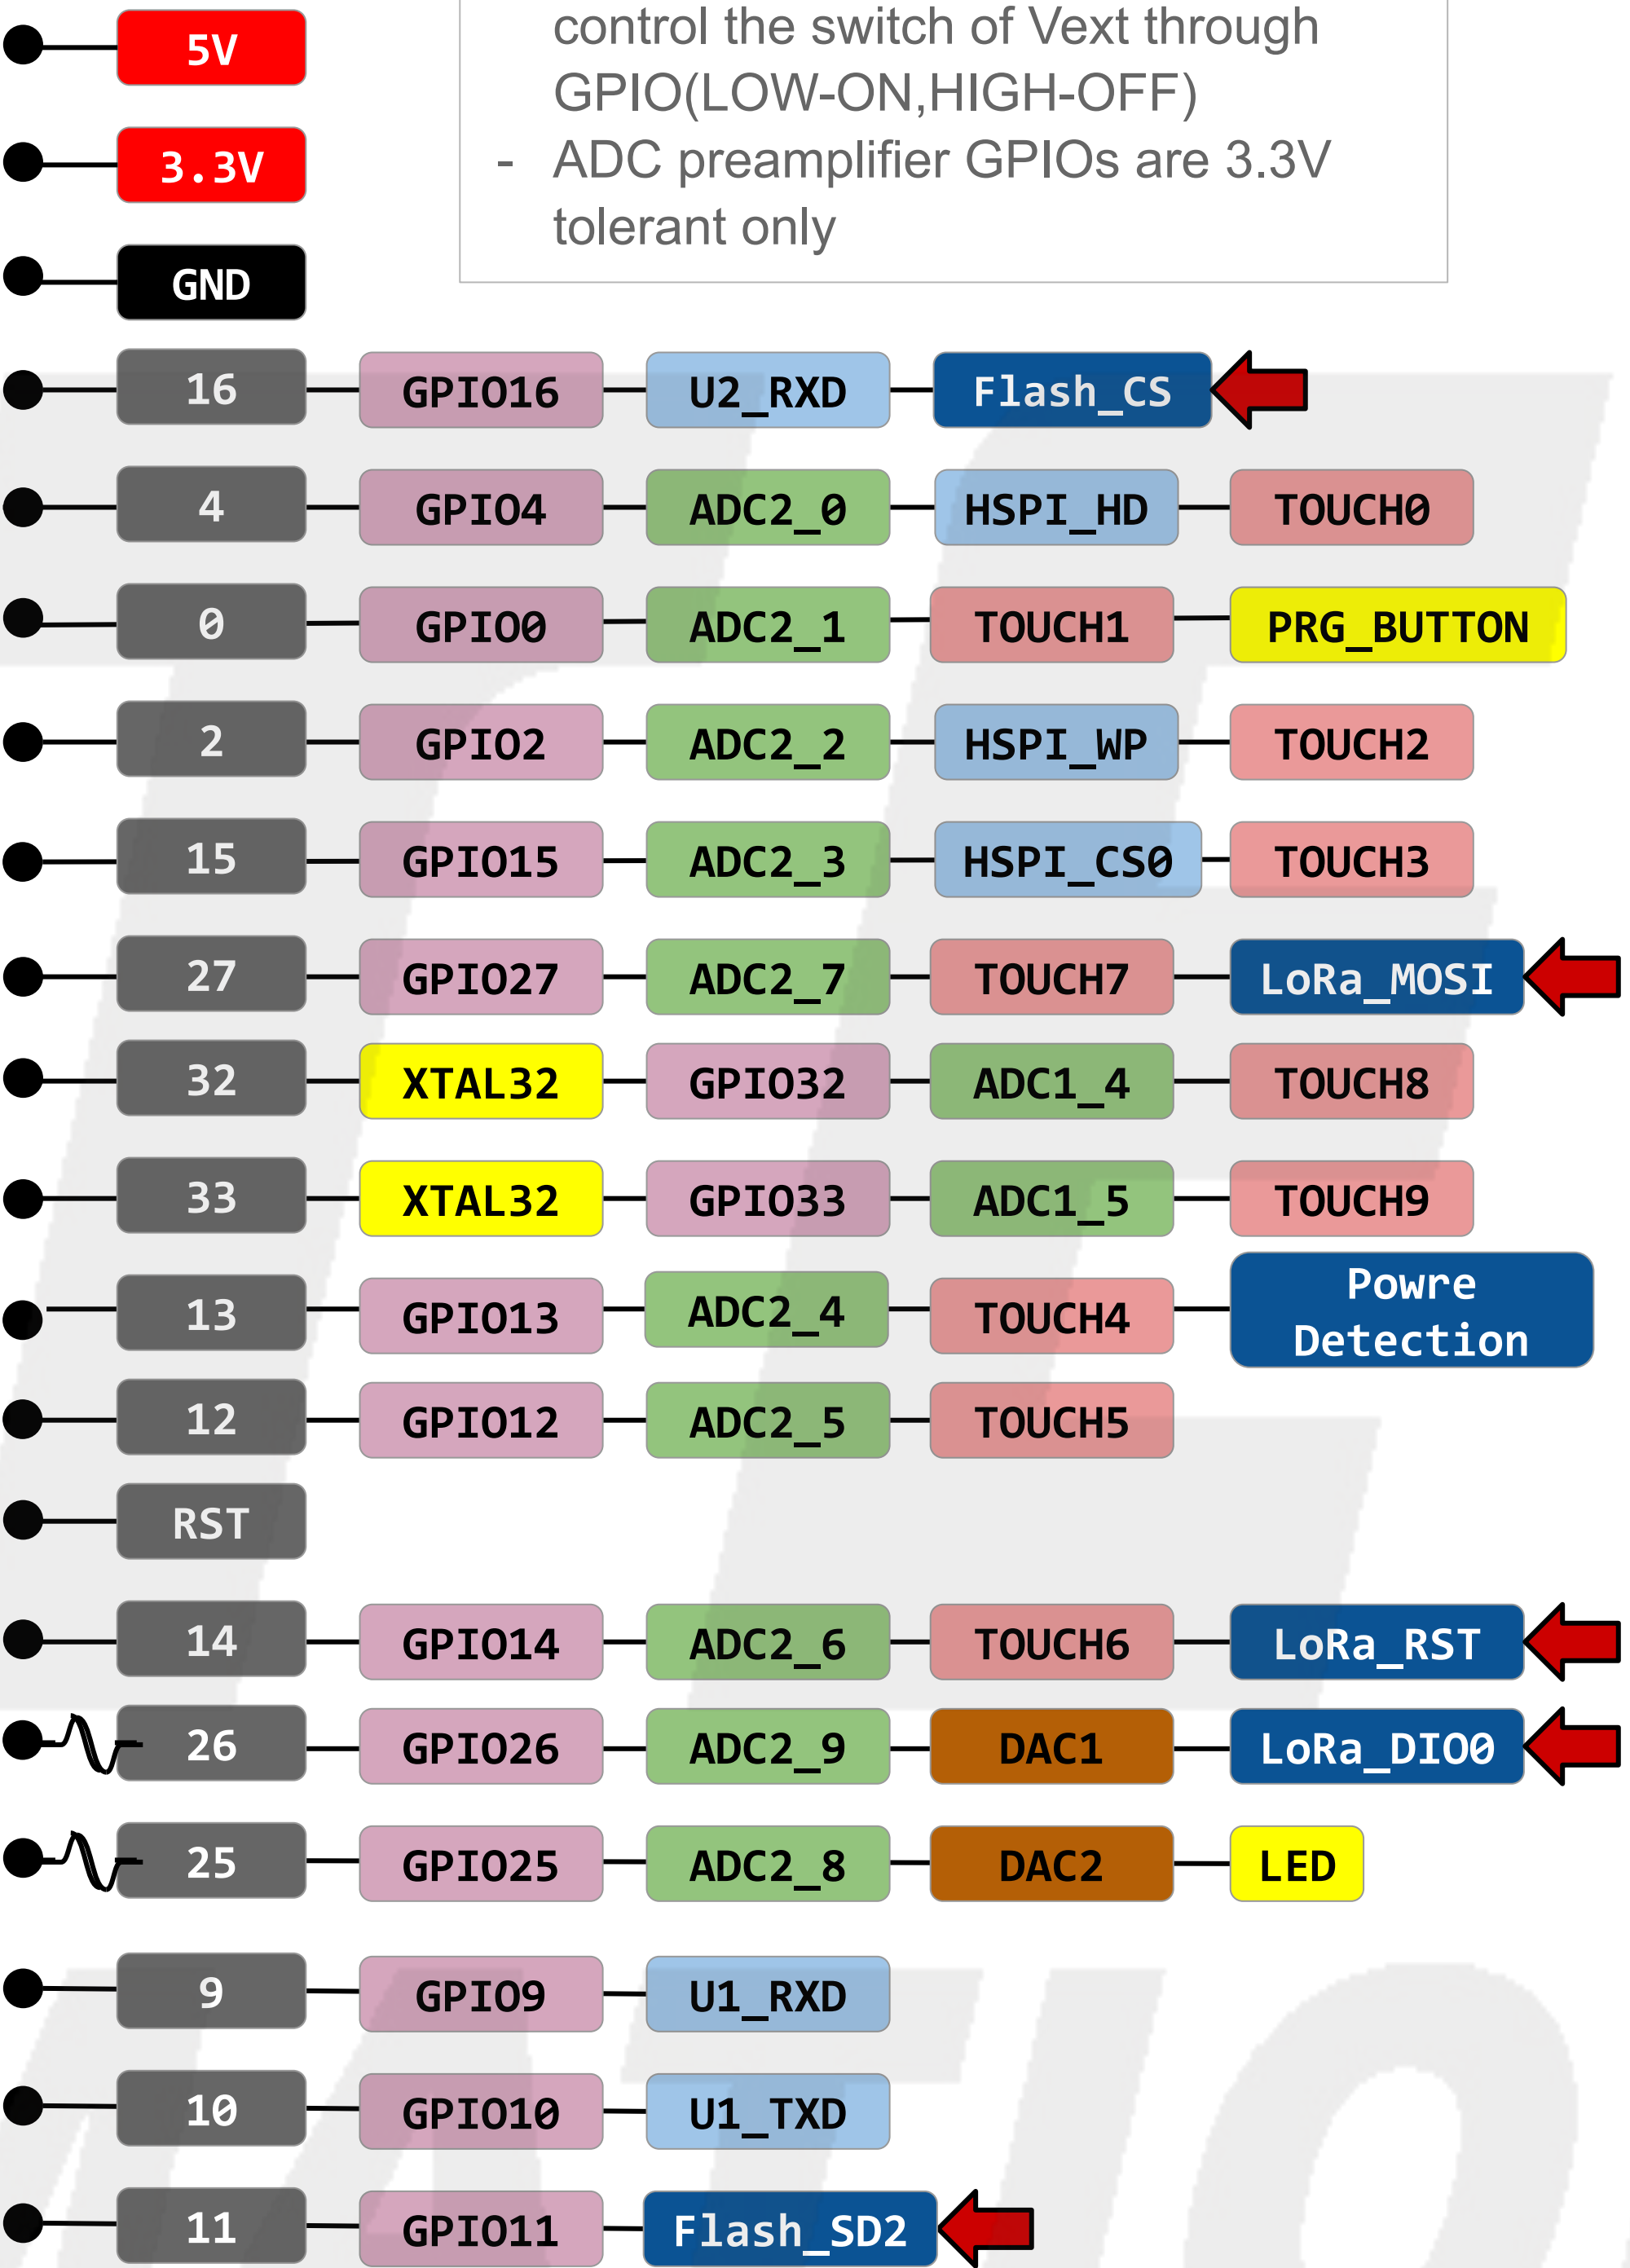 control the switch of Vext through
GPIO(LOW-ON,HIGH-OFF)
- ADC preamplifier GPIOs are 3.3V
tolerant only
5V
3.3V
GND
16 GPIO16 U2_RXD Flash_CS
4 GPIO4 ADC2_0 HSPI_HD TOUCH0
0 GPIO0 ADC2_1 TOUCH1 PRG_BUTTON
2 GPIO2 ADC2_2 HSPI_WP TOUCH2
15 GPIO15 ADC2_3 HSPI_CS0 TOUCH3
27 GPIO27 ADC2_7 TOUCH7 LoRa_MOSI
32 XTAL32 GPIO32 ADC1_4 TOUCH8
33 XTAL32 GPIO33 ADC1_5 TOUCH9
13 GPIO13 ADC2_4 TOUCH4 Powre
Detection
12 GPIO12 ADC2_5 TOUCH5
RST
14 GPIO14 ADC2_6 TOUCH6 LoRa_RST
26 GPIO26 ADC2_9 DAC1 LoRa_DIO0
25 GPIO25 ADC2_8 DAC2 LED
9 GPIO9 U1_RXD
10 GPIO10 U1_TXD
11 GPIO11 Flash_SD2